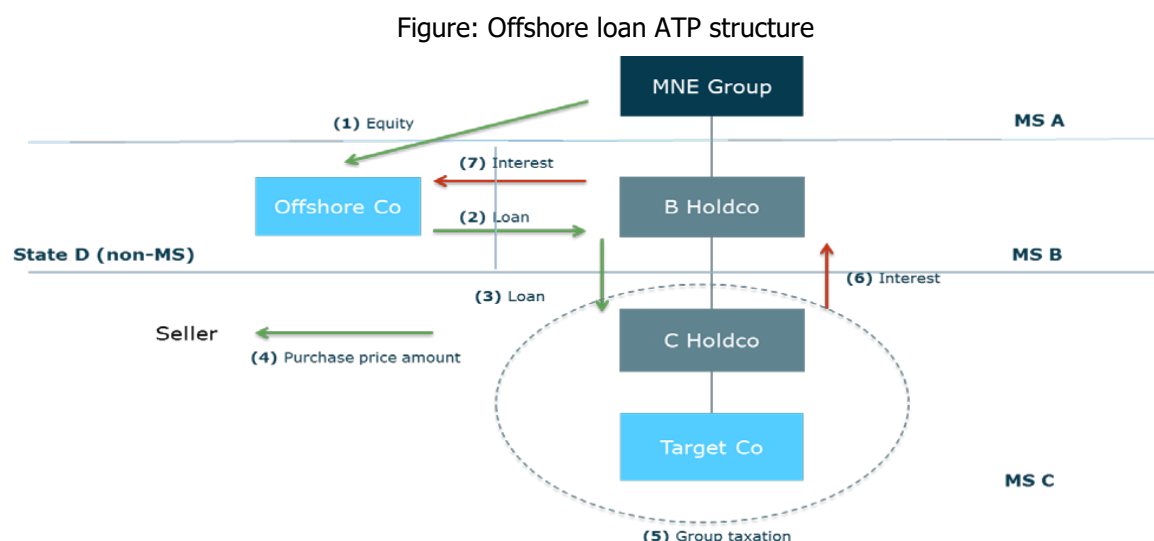 Figure: Offshore loan ATP structure
MNE Group
MS A
(1) Equity
(7) Interest
Offshore Co
B Holdco
(2) Loan
State D (non-MS)
MS B
(6) Interest
(3) Loan
Seller
C Holdco
(4) Purchase price amount
Target Co
MS C
(5) Group taxation